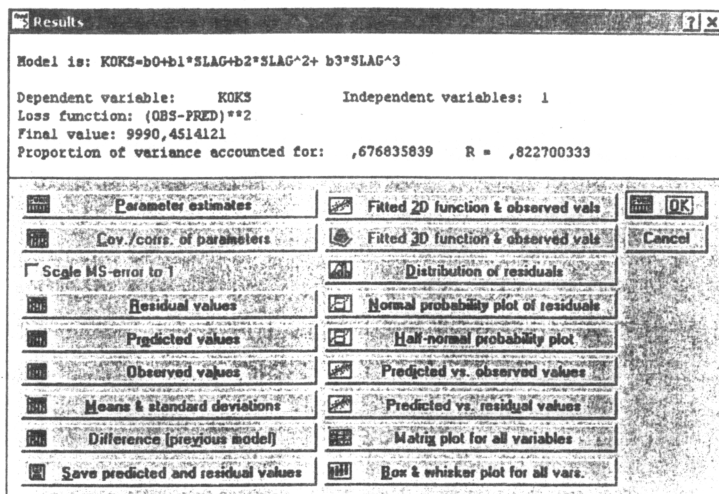 Results
Model is: KOKS=b0+b1*SLAG+b2*SLAG^2+ b3*SLAG^3
Dependent variable: KOKS Independent variables: 1
Loss function: (OBS-PRED)**2
Final value: 9990,4514121
Proportion of variance accounted for: ,676835839 R = ,822700333
Parameter estimates
Cov./corrs. of parameters
Scale MS-error to 1
Residual values
Predicted values
Observed values
Means & standard deviations
Difference (previous model)
Save predicted and residual values
Fitted 2D function & observed vals
Fitted 3D function & observed vals
Distribution of residuals
Normal probability plot of residuals
Half-normal probability plot
Predicted vs. observed values
Predicted vs. residual values
Matrix plot for all variables
Box & whisker plot for all vars.
OK
Cancel